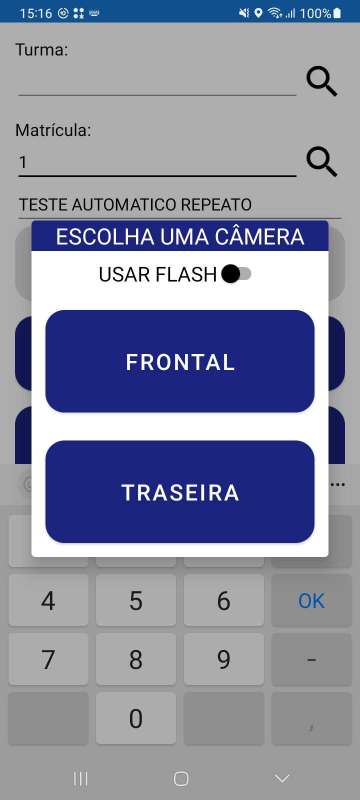 15:16
100%
Turma:
Matrícula:
1
TESTE AUTOMATICO REPEATO
ESCOLHA UMA CÂMERA
USAR FLASH
FRONTAL
TRASEIRA
4 5 6 OK
7 8 9 -
0 ,